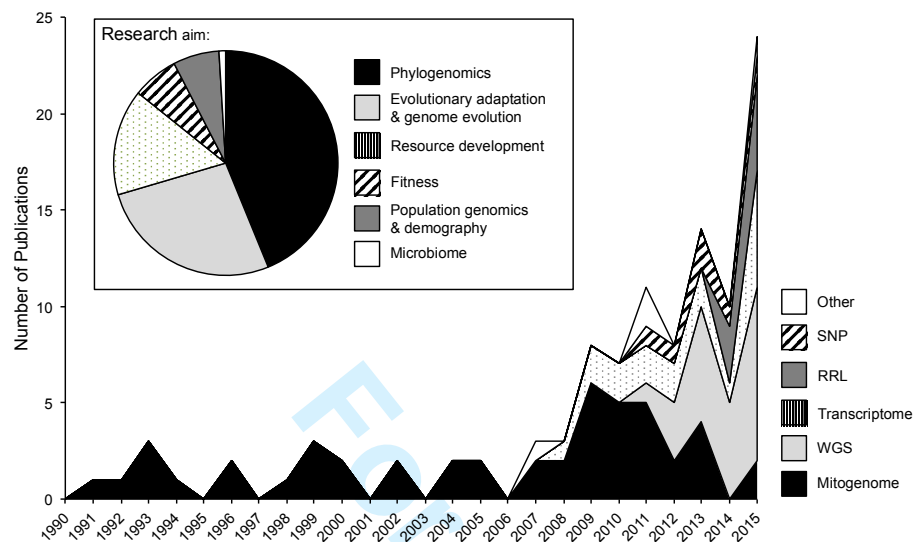 Research aim:
Phylogenomics
Evolutionary adaptation
& genome evolution
Resource development
Fitness
Population genomics
& demography
Microbiome
Number of Publications
25
20
15
10
5
0
1990
1991
1992
1993
1994
1995
1996
1997
1998
1999
2000
2001
2002
2003
2004
2005
2006
2007
2008
2009
2010
2011
2012
2013
2014
2015
Other
SNP
RRL
Transcriptome
WGS
Mitogenome